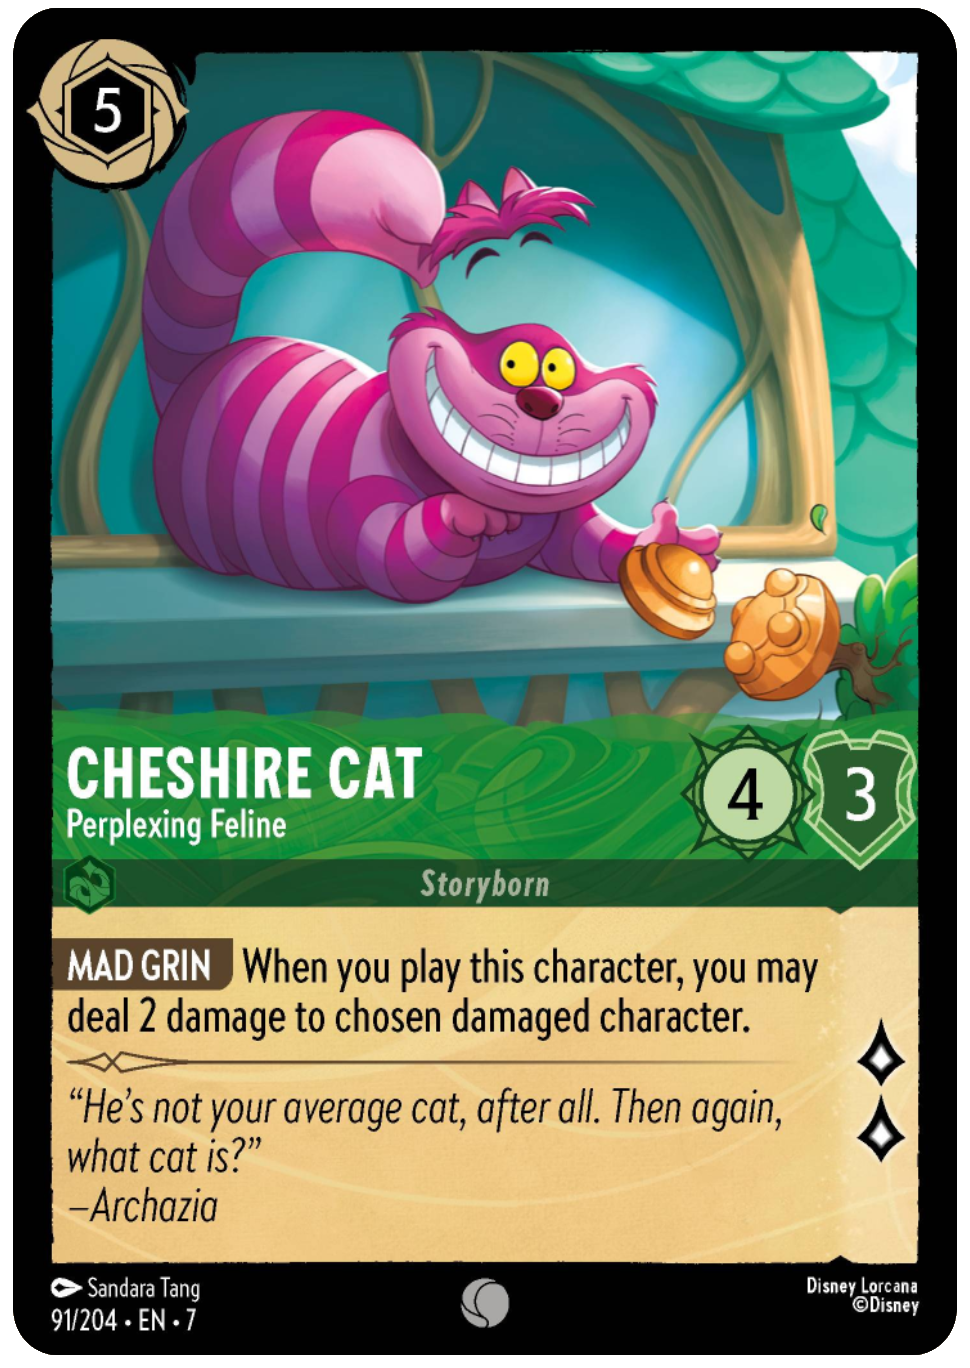 5
CHESHIRE CAT
Perplexing Feline
4
3
Storyborn
MAD GRIN When you play this character, you may
deal 2 damage to chosen damaged character.
“He’s not your average cat, after all. Then again,
what cat is?”
—Archazia
Sandara Tang
91/204 • EN • 7
Disney Lorcana
©Disney